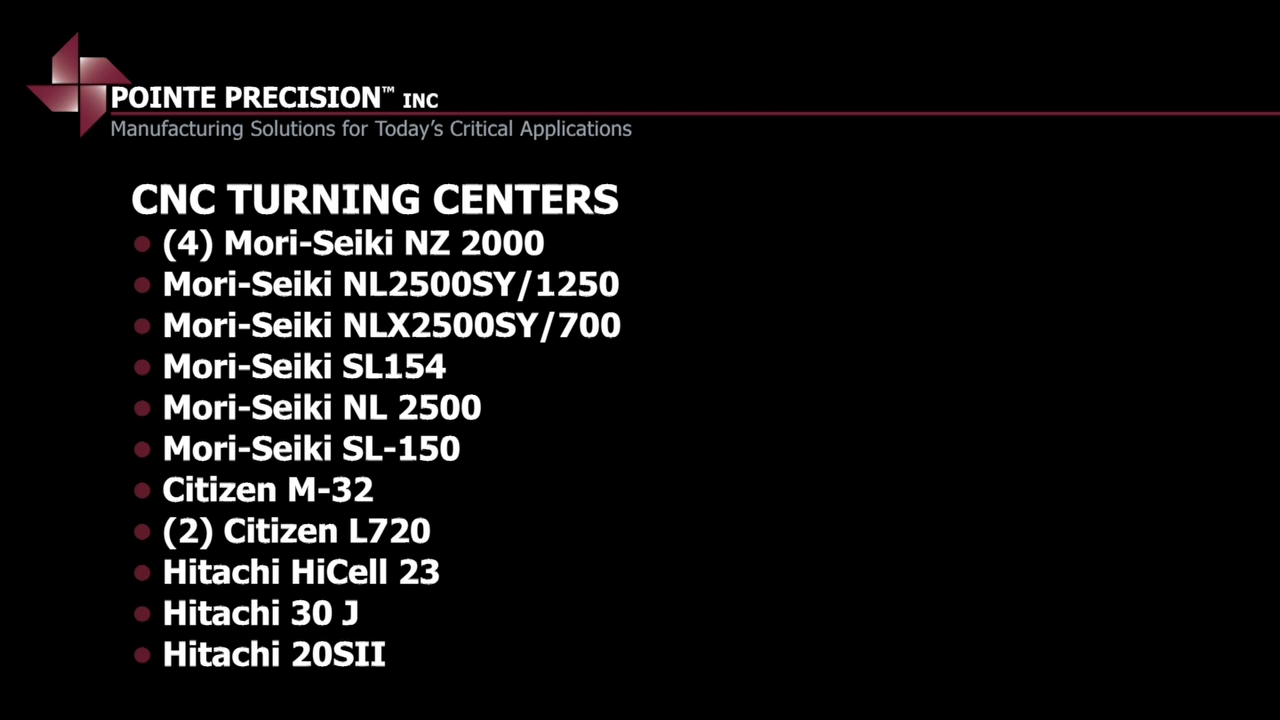 POINTE PRECISION™ INC
Manufacturing Solutions for Today's Critical Applications
CNC TURNING CENTERS
• (4) Mori-Seiki NZ 2000
• Mori-Seiki NL2500SY/1250
• Mori-Seiki NLX2500SY/700
• Mori-Seiki SL154
• Mori-Seiki NL 2500
• Mori-Seiki SL-150
• Citizen M-32
• (2) Citizen L720
• Hitachi HiCell 23
• Hitachi 30 J
• Hitachi 20SII